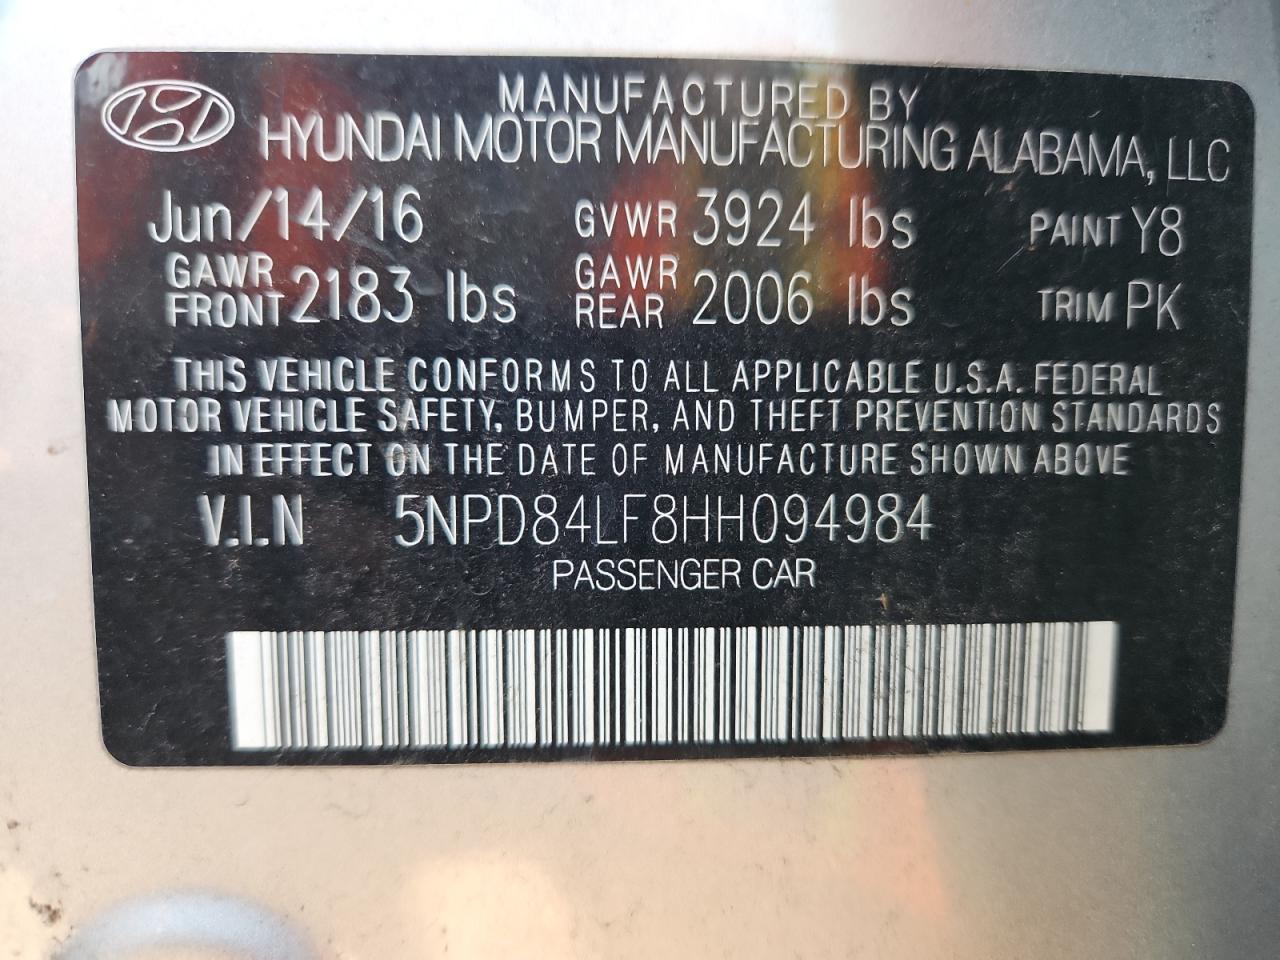 MANUFACTURED BY
HYUNDAI MOTOR MANUFACTURING ALABAMA, LLC
Jun/14/16 GVWR 3924 lbs PAINT Y8
GAWR FRONT 2183 lbs GAWR REAR 2006 lbs TRIM PK
THIS VEHICLE CONFORMS TO ALL APPLICABLE U.S.A. FEDERAL
MOTOR VEHICLE SAFETY, BUMPER, AND THEFT PREVENTION STANDARDS
IN EFFECT ON THE DATE OF MANUFACTURE SHOWN ABOVE
V.I.N 5NPD84LF8HH094984
PASSENGER CAR